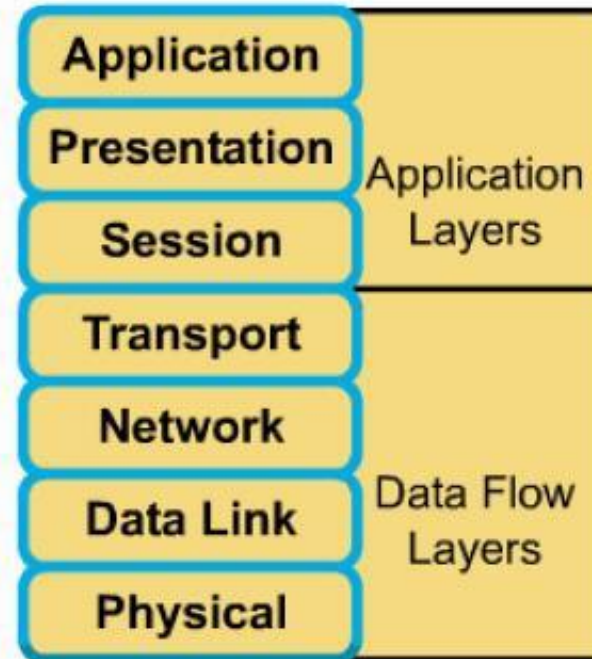 Application
Presentation
Session
Application
Layers
Transport
Network
Data Link
Physical
Data Flow
Layers